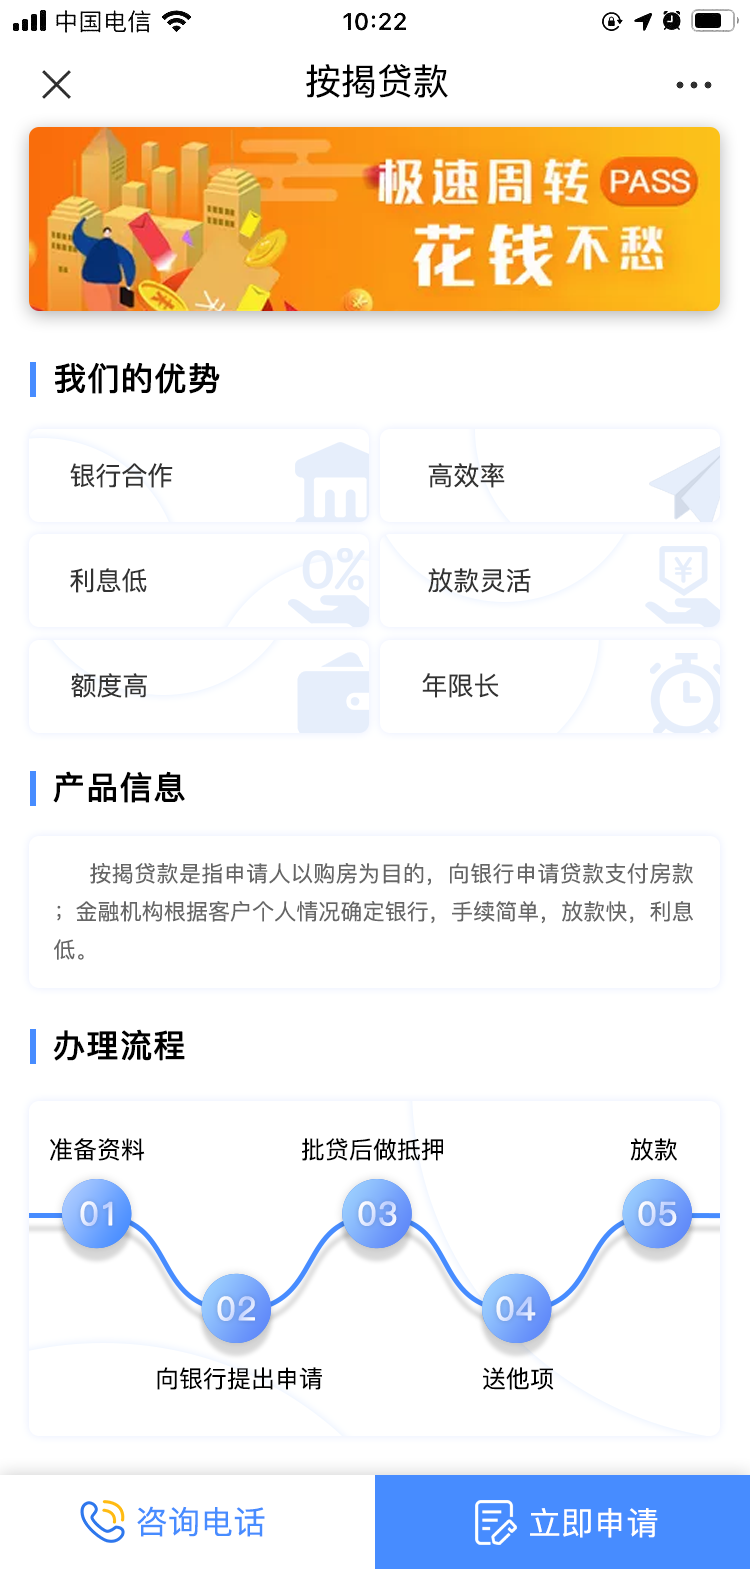 中国电信 10:22
按揭贷款
极速周转 PASS
花钱不愁
我们的优势
银行合作 高效率
利息低 0% 放款灵活 ¥
额度高 年限长
产品信息
按揭贷款是指申请人以购房为目的，向银行申请贷款支付房款
；金融机构根据客户个人情况确定银行，手续简单，放款快，利息
低。
办理流程
准备资料 批贷后做抵押 放款
01 03 05
02 04
向银行提出申请 送他项
咨询电话 立即申请